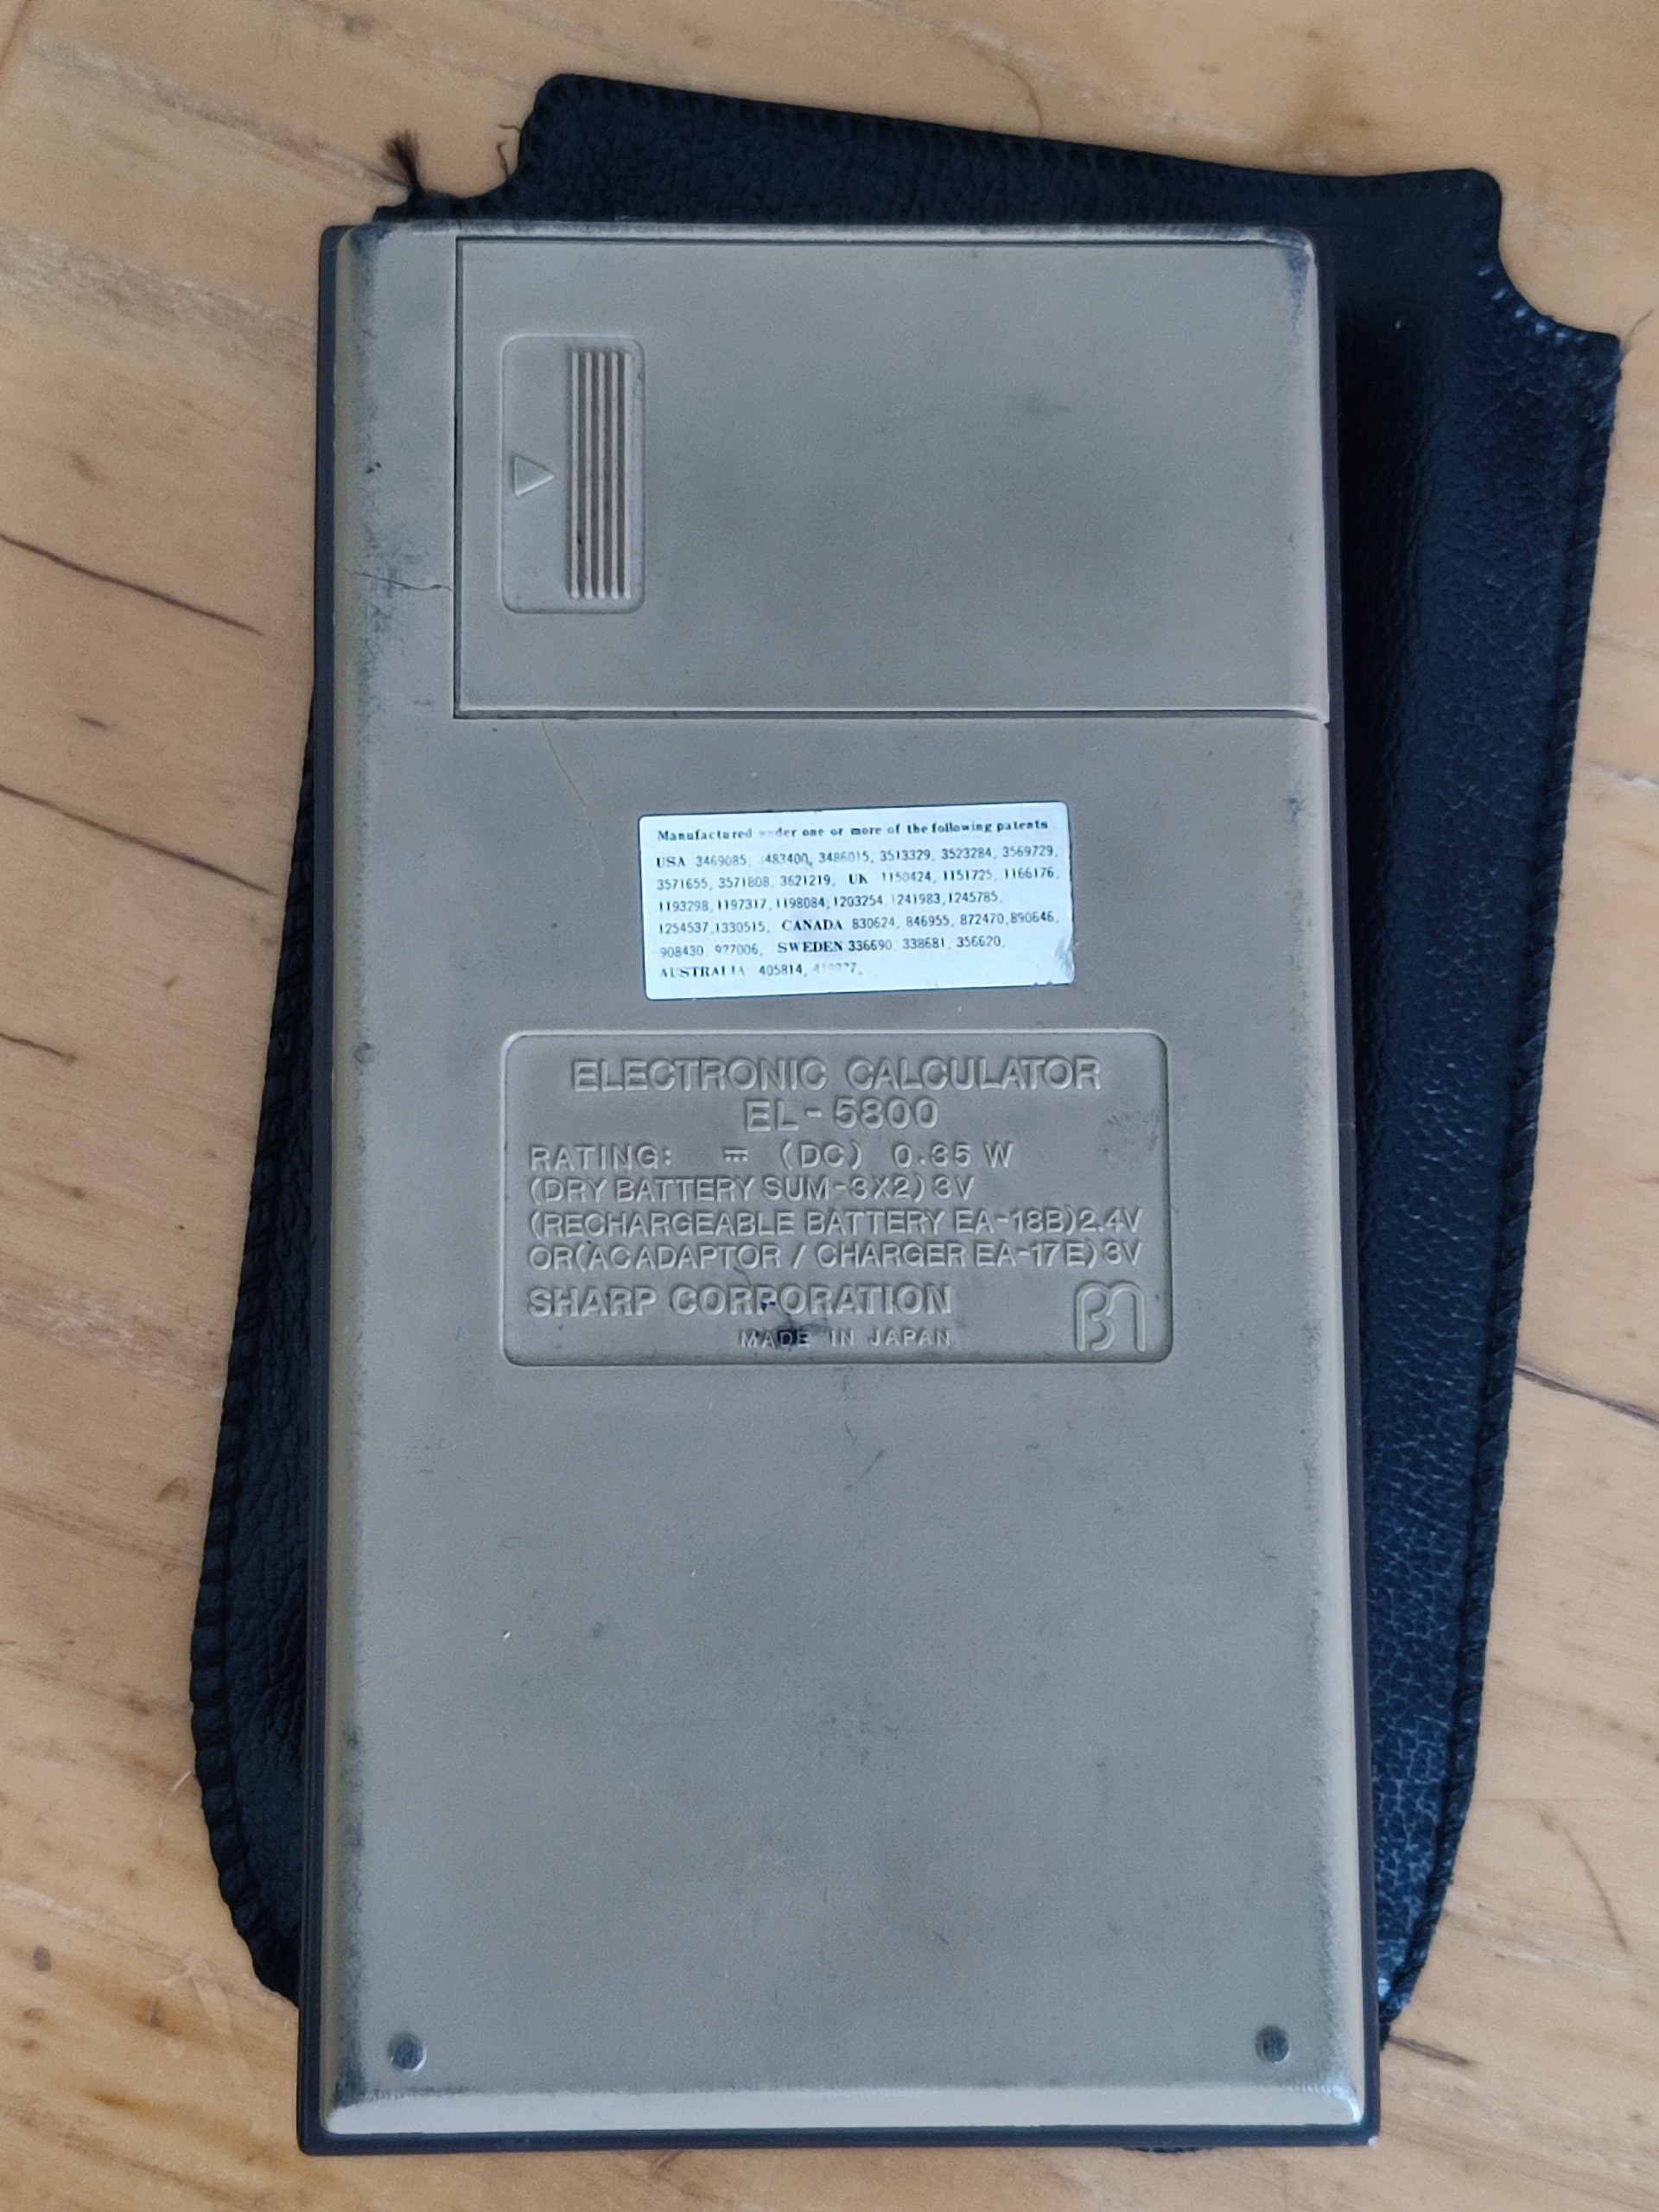 Manufactured under one or more of the following patents
USA 3469085, 483400, 3486015, 3513329, 3523284, 3569729,
3571655, 3571808, 3621219, UK 1150424, 1151725, 1166176,
1193298, 1197317, 1198084, 1203254, 1241983, 1245785,
1254537, 1330515, CANADA 830624, 846955, 872470, 890646,
908430, 927006, SWEDEN 336690, 338681, 356620,
AUSTRALIA 405814,
ELECTRONIC CALCULATOR
EL-5800
RATING: ⎓ (DC) 0.35 W
(DRY BATTERY SUM-3X2) 3V
(RECHARGEABLE BATTERY EA-18B)2.4V
OR(AC ADAPTOR / CHARGER EA-17E)3V
SHARP CORPORATION
MADE IN JAPAN